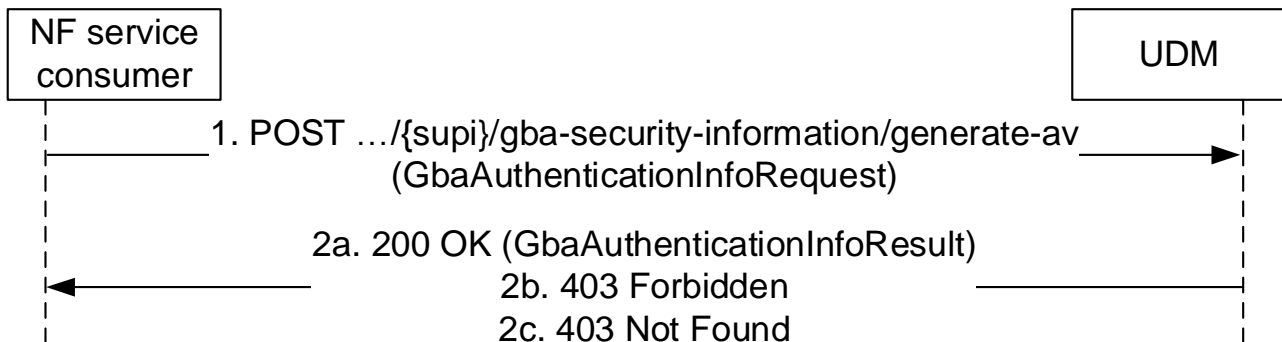 NF service
consumer
UDM
1. POST …/{supi}/gba-security-information/generate-av
(GbaAuthenticationInfoRequest)
2a. 200 OK (GbaAuthenticationInfoResult)
2b. 403 Forbidden
2c. 403 Not Found